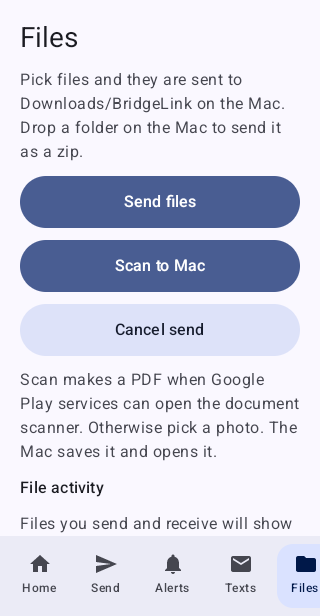 Files
Pick files and they are sent to
Downloads/BridgeLink on the Mac.
Drop a folder on the Mac to send it
as a zip.
Send files
Scan to Mac
Cancel send
Scan makes a PDF when Google
Play services can open the document
scanner. Otherwise pick a photo. The
Mac saves it and opens it.
File activity
Files you send and receive will show
Home
Send
Alerts
Texts
Files